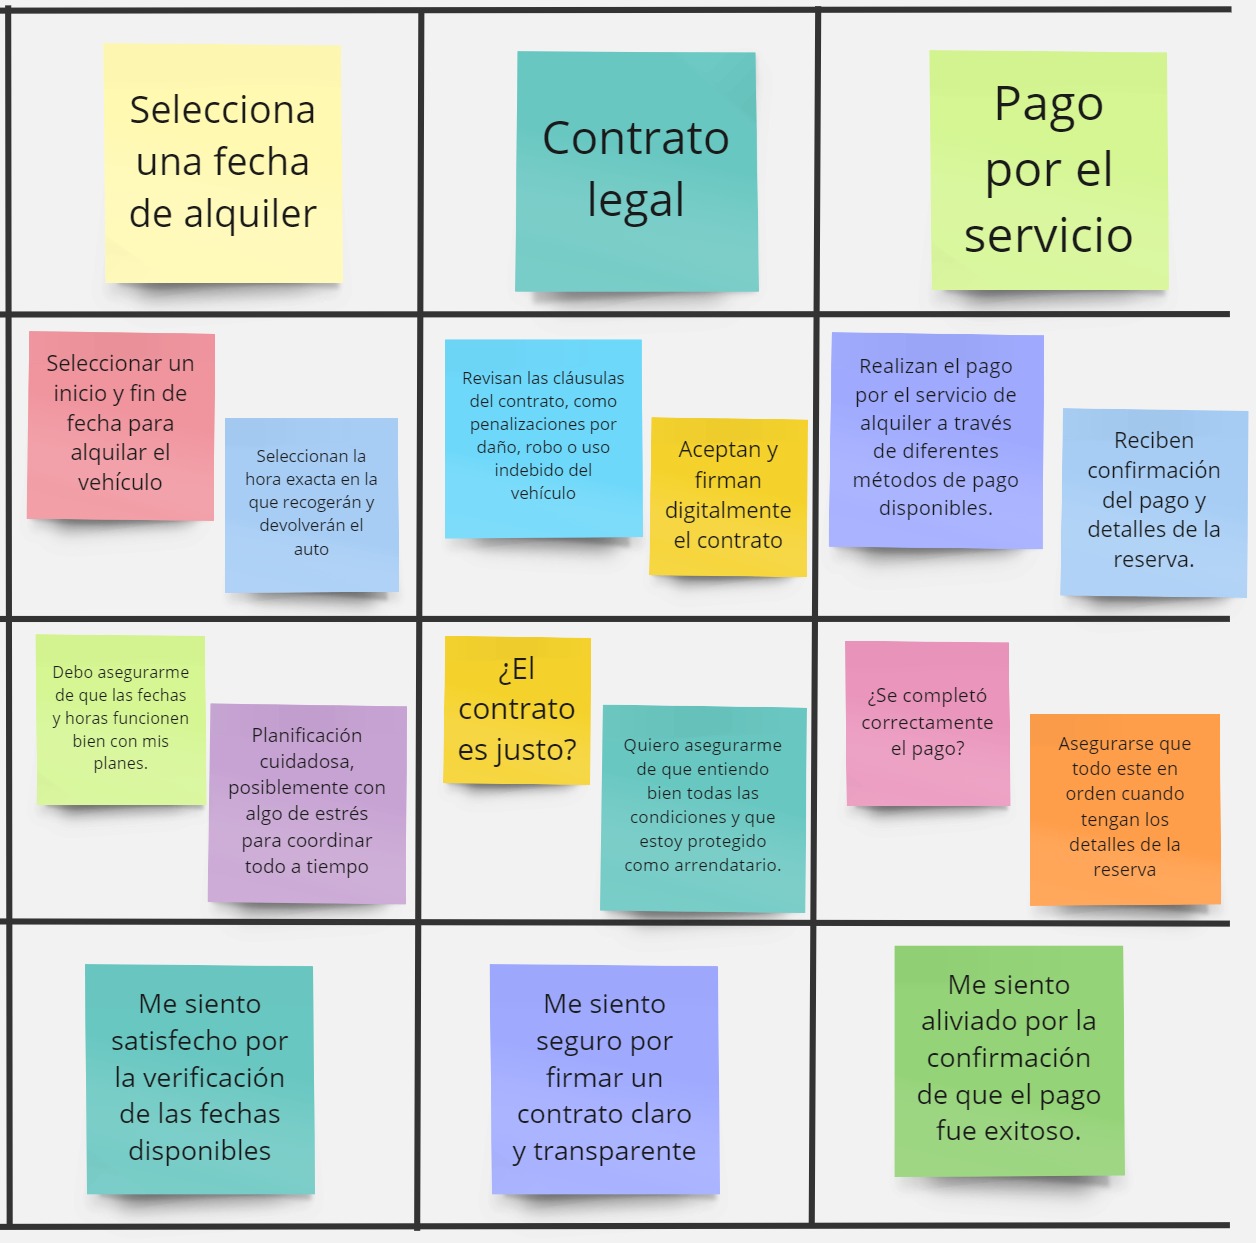 Selecciona
una fecha
de alquiler
Contrato
legal
Pago
por el
servicio
Seleccionar un
inicio y fin de
fecha para
alquilar el
vehículo
Seleccionan la
hora exacta en la
que recogerán y
devolverán el
auto
Revisan las cláusulas
del contrato, como
penalizaciones por
daño, robo o uso
indebido del
vehículo
Aceptan y
firman
digitalmente
el contrato
Realizan el pago
por el servicio de
alquiler a través
de diferentes
métodos de pago
disponibles.
Reciben
confirmación
del pago y
detalles de la
reserva.
Debo asegurarme
de que las fechas
y horas funcionen
bien con mis
planes.
Planificación
cuidadosa,
posiblemente con
algo de estrés
para coordinar
todo a tiempo
¿El
contrato
es justo?
Quiero asegurarme
de que entiendo
bien todas las
condiciones y que
estoy protegido
como arrendatario.
¿Se completó
correctamente
el pago?
Asegurarse que
todo este en
orden cuando
tengan los
detalles de la
reserva
Me siento
satisfecho por
la verificación
de las fechas
disponibles
Me siento
seguro por
firmar un
contrato claro
y transparente
Me siento
aliviado por la
confirmación
de que el pago
fue exitoso.